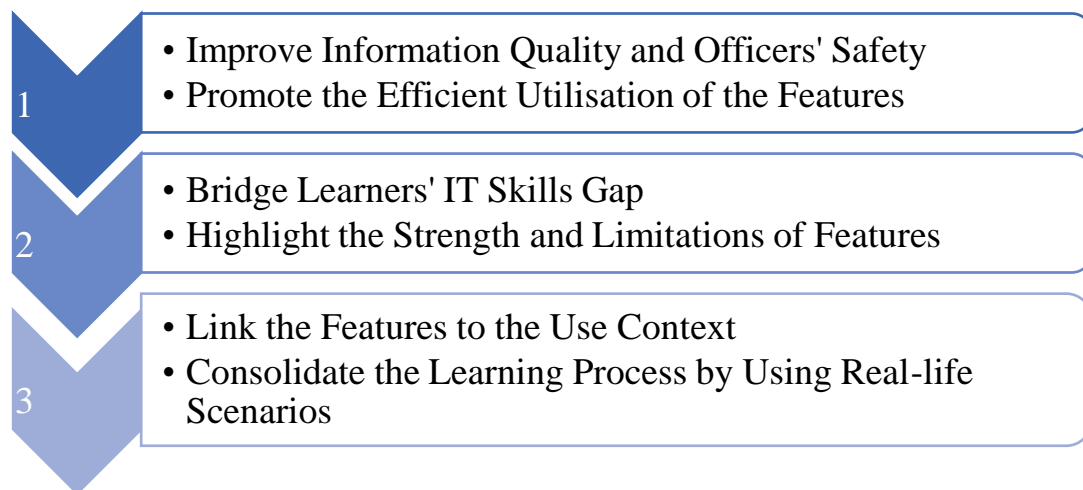 1
• Improve Information Quality and Officers' Safety
• Promote the Efficient Utilisation of the Features
2
• Bridge Learners' IT Skills Gap
• Highlight the Strength and Limitations of Features
3
• Link the Features to the Use Context
• Consolidate the Learning Process by Using Real-life
Scenarios